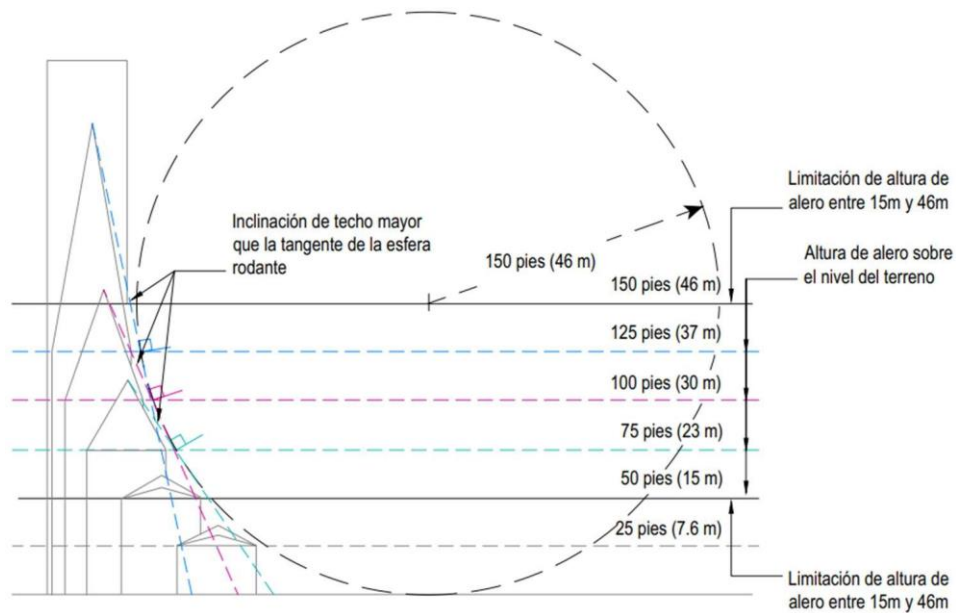 Limitación de altura de
alero entre 15m y 46m
Inclinación de techo mayor
que la tangente de la esfera
rodante
Altura de alero sobre
el nivel del terreno
150 pies (46 m)
150 pies (46 m)
125 pies (37 m)
100 pies (30 m)
75 pies (23 m)
50 pies (15 m)
25 pies (7.6 m)
Limitación de altura de
alero entre 15m y 46m